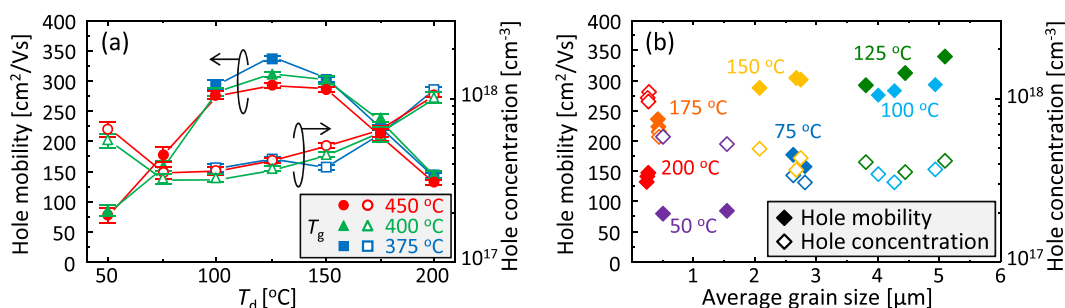 (a)
Hole mobility [cm²/Vs]
400
350
300
250
200
150
100
50
0
50 75 100 125 150 175 200
T_d [°C]
10¹⁸
10¹⁷
Hole concentration [cm⁻³]
T_g
450 °C
400 °C
375 °C
(b)
Hole mobility [cm²/Vs]
400
350
300
250
200
150
100
50
0
0 1 2 3 4 5 6
Average grain size [μm]
10¹⁸
10¹⁷
Hole concentration [cm⁻³]
125 °C
150 °C
100 °C
175 °C
75 °C
200 °C
50 °C
Hole mobility
Hole concentration